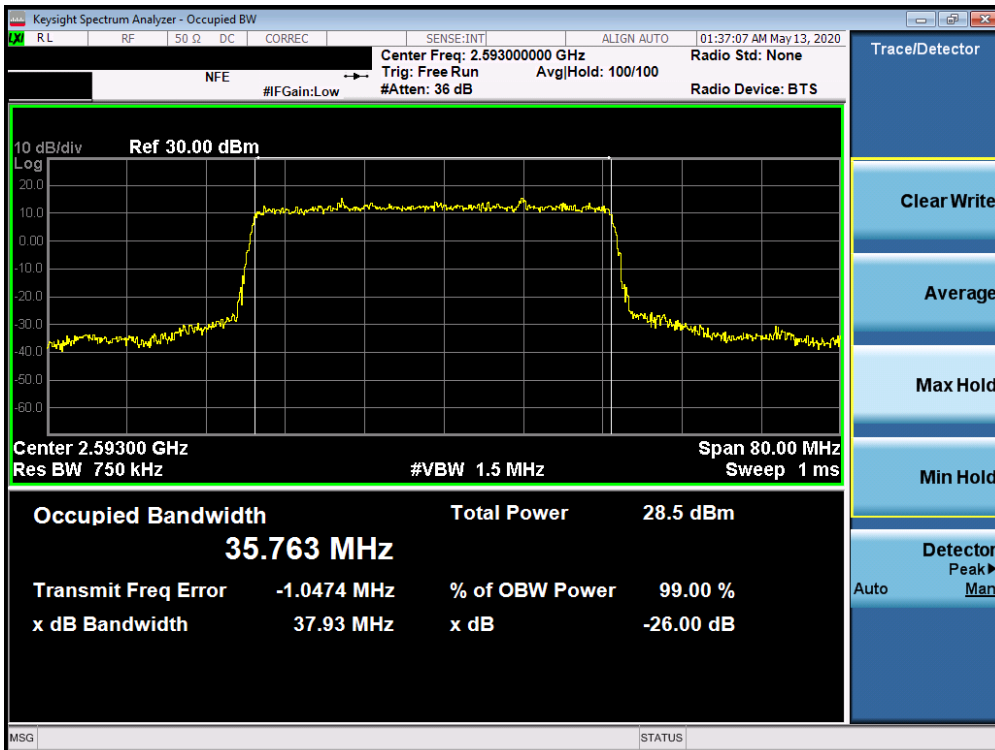 Keysight Spectrum Analyzer - Occupied BW
LXI RL RF 50 Ω DC CORREC SENSE:INT ALIGN AUTO 01:37:07 AM May 13, 2020
Center Freq: 2.593000000 GHz Radio Std: None
NFE Trig: Free Run Avg|Hold: 100/100
#IFGain:Low #Atten: 36 dB Radio Device: BTS
10 dB/div Ref 30.00 dBm
Log
20.0
10.0
0.00
-10.0
-20.0
-30.0
-40.0
-50.0
-60.0
Center 2.59300 GHz Span 80.00 MHz
Res BW 750 kHz #VBW 1.5 MHz Sweep 1 ms
Occupied Bandwidth Total Power 28.5 dBm
35.763 MHz
Transmit Freq Error -1.0474 MHz % of OBW Power 99.00 %
x dB Bandwidth 37.93 MHz x dB -26.00 dB
MSG STATUS
Trace/Detector
Clear Write
Average
Max Hold
Min Hold
Detector
Peak▶
Auto Man